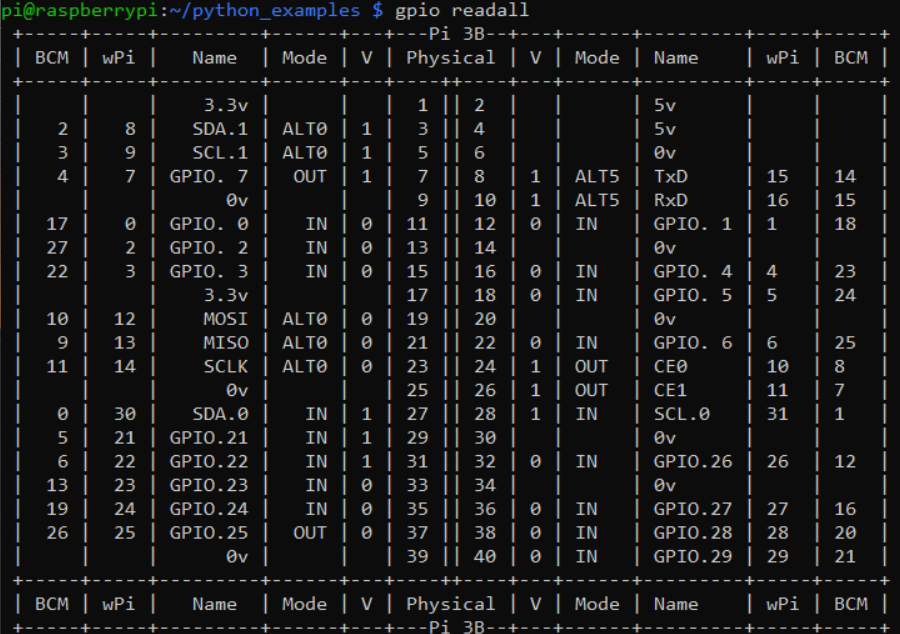 pi@raspberrypi:~/python_examples $ gpio readall
 +-----+-----+---------+------+---+---Pi 3B--+---+------+---------+-----+-----+
 | BCM | wPi |   Name  | Mode | V | Physical | V | Mode | Name    | wPi | BCM |
 +-----+-----+---------+------+---+----++----+---+------+---------+-----+-----+
 |     |     |    3.3v |      |   |  1 || 2  |   |      | 5v      |     |     |
 |   2 |   8 |   SDA.1 | ALT0 | 1 |  3 || 4  |   |      | 5v      |     |     |
 |   3 |   9 |   SCL.1 | ALT0 | 1 |  5 || 6  |   |      | 0v      |     |     |
 |   4 |   7 | GPIO. 7 |  OUT | 1 |  7 || 8  | 1 | ALT5 | TxD     | 15  | 14  |
 |     |     |      0v |      |   |  9 || 10 | 1 | ALT5 | RxD     | 16  | 15  |
 |  17 |   0 | GPIO. 0 |   IN | 0 | 11 || 12 | 0 | IN   | GPIO. 1 | 1   | 18  |
 |  27 |   2 | GPIO. 2 |   IN | 0 | 13 || 14 |   |      | 0v      |     |     |
 |  22 |   3 | GPIO. 3 |   IN | 0 | 15 || 16 | 0 | IN   | GPIO. 4 | 4   | 23  |
 |     |     |    3.3v |      |   | 17 || 18 | 0 | IN   | GPIO. 5 | 5   | 24  |
 |  10 |  12 |    MOSI | ALT0 | 0 | 19 || 20 |   |      | 0v      |     |     |
 |   9 |  13 |    MISO | ALT0 | 0 | 21 || 22 | 0 | IN   | GPIO. 6 | 6   | 25  |
 |  11 |  14 |    SCLK | ALT0 | 0 | 23 || 24 | 1 | OUT  | CE0     | 10  | 8   |
 |     |     |      0v |      |   | 25 || 26 | 1 | OUT  | CE1     | 11  | 7   |
 |   0 |  30 |   SDA.0 |   IN | 1 | 27 || 28 | 1 | IN   | SCL.0   | 31  | 1   |
 |   5 |  21 | GPIO.21 |   IN | 1 | 29 || 30 |   |      | 0v      |     |     |
 |   6 |  22 | GPIO.22 |   IN | 1 | 31 || 32 | 0 | IN   | GPIO.26 | 26  | 12  |
 |  13 |  23 | GPIO.23 |   IN | 0 | 33 || 34 |   |      | 0v      |     |     |
 |  19 |  24 | GPIO.24 |   IN | 0 | 35 || 36 | 0 | IN   | GPIO.27 | 27  | 16  |
 |  26 |  25 | GPIO.25 |  OUT | 0 | 37 || 38 | 0 | IN   | GPIO.28 | 28  | 20  |
 |     |     |      0v |      |   | 39 || 40 | 0 | IN   | GPIO.29 | 29  | 21  |
 +-----+-----+---------+------+---+----++----+---+------+---------+-----+-----+
 | BCM | wPi |   Name  | Mode | V | Physical | V | Mode | Name    | wPi | BCM |
 +-----+-----+---------+------+---+---Pi 3B--+---+------+---------+-----+-----+